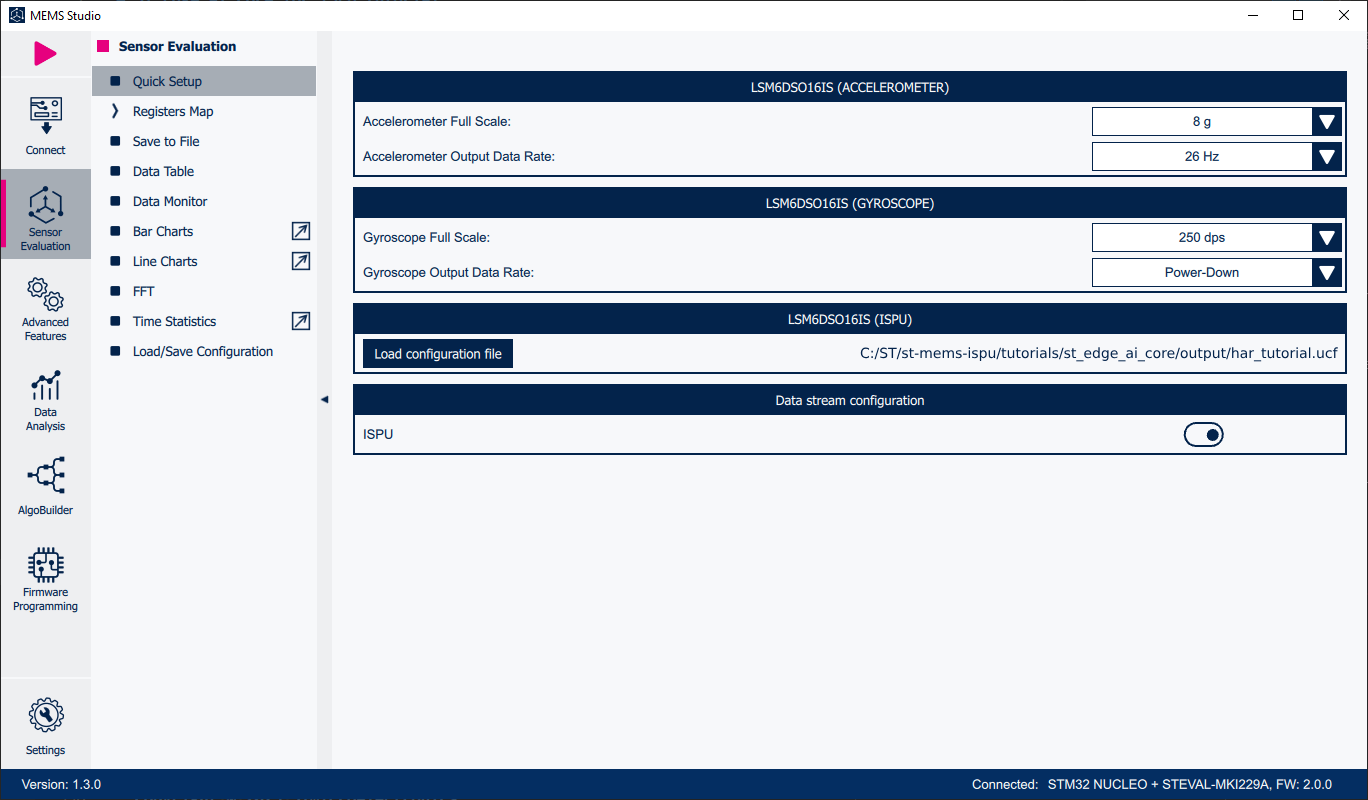 MEMS Studio
Connect
Sensor
Evaluation
Advanced
Features
Data
Analysis
AlgoBuilder
Firmware
Programming
Settings
Sensor Evaluation
Quick Setup
Registers Map
Save to File
Data Table
Data Monitor
Bar Charts
Line Charts
FFT
Time Statistics
Load/Save Configuration
LSM6DSO16IS (ACCELEROMETER)
Accelerometer Full Scale: 8 g
Accelerometer Output Data Rate: 26 Hz
LSM6DSO16IS (GYROSCOPE)
Gyroscope Full Scale: 250 dps
Gyroscope Output Data Rate: Power-Down
LSM6DSO16IS (ISPU)
Load configuration file C:/ST/st-mems-ispu/tutorials/st_edge_ai_core/output/har_tutorial.ucf
Data stream configuration
ISPU
Version: 1.3.0 Connected: STM32 NUCLEO + STEVAL-MKI229A, FW: 2.0.0